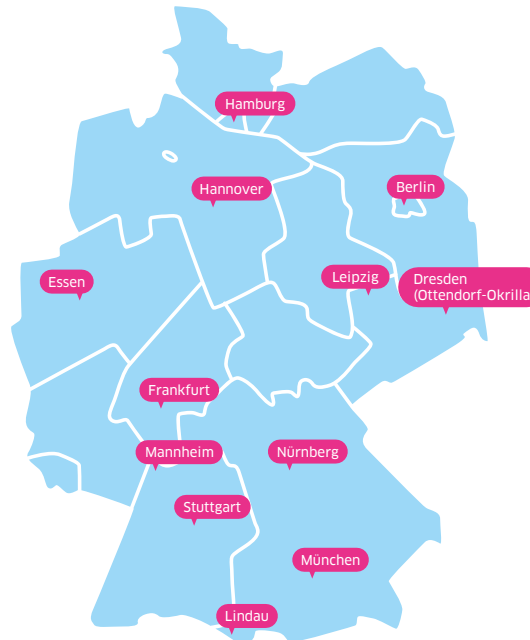 Hamburg
Hannover
Berlin
Essen
Leipzig
Dresden
(Ottendorf-Okrilla
Frankfurt
Mannheim
Nürnberg
Stuttgart
München
Lindau